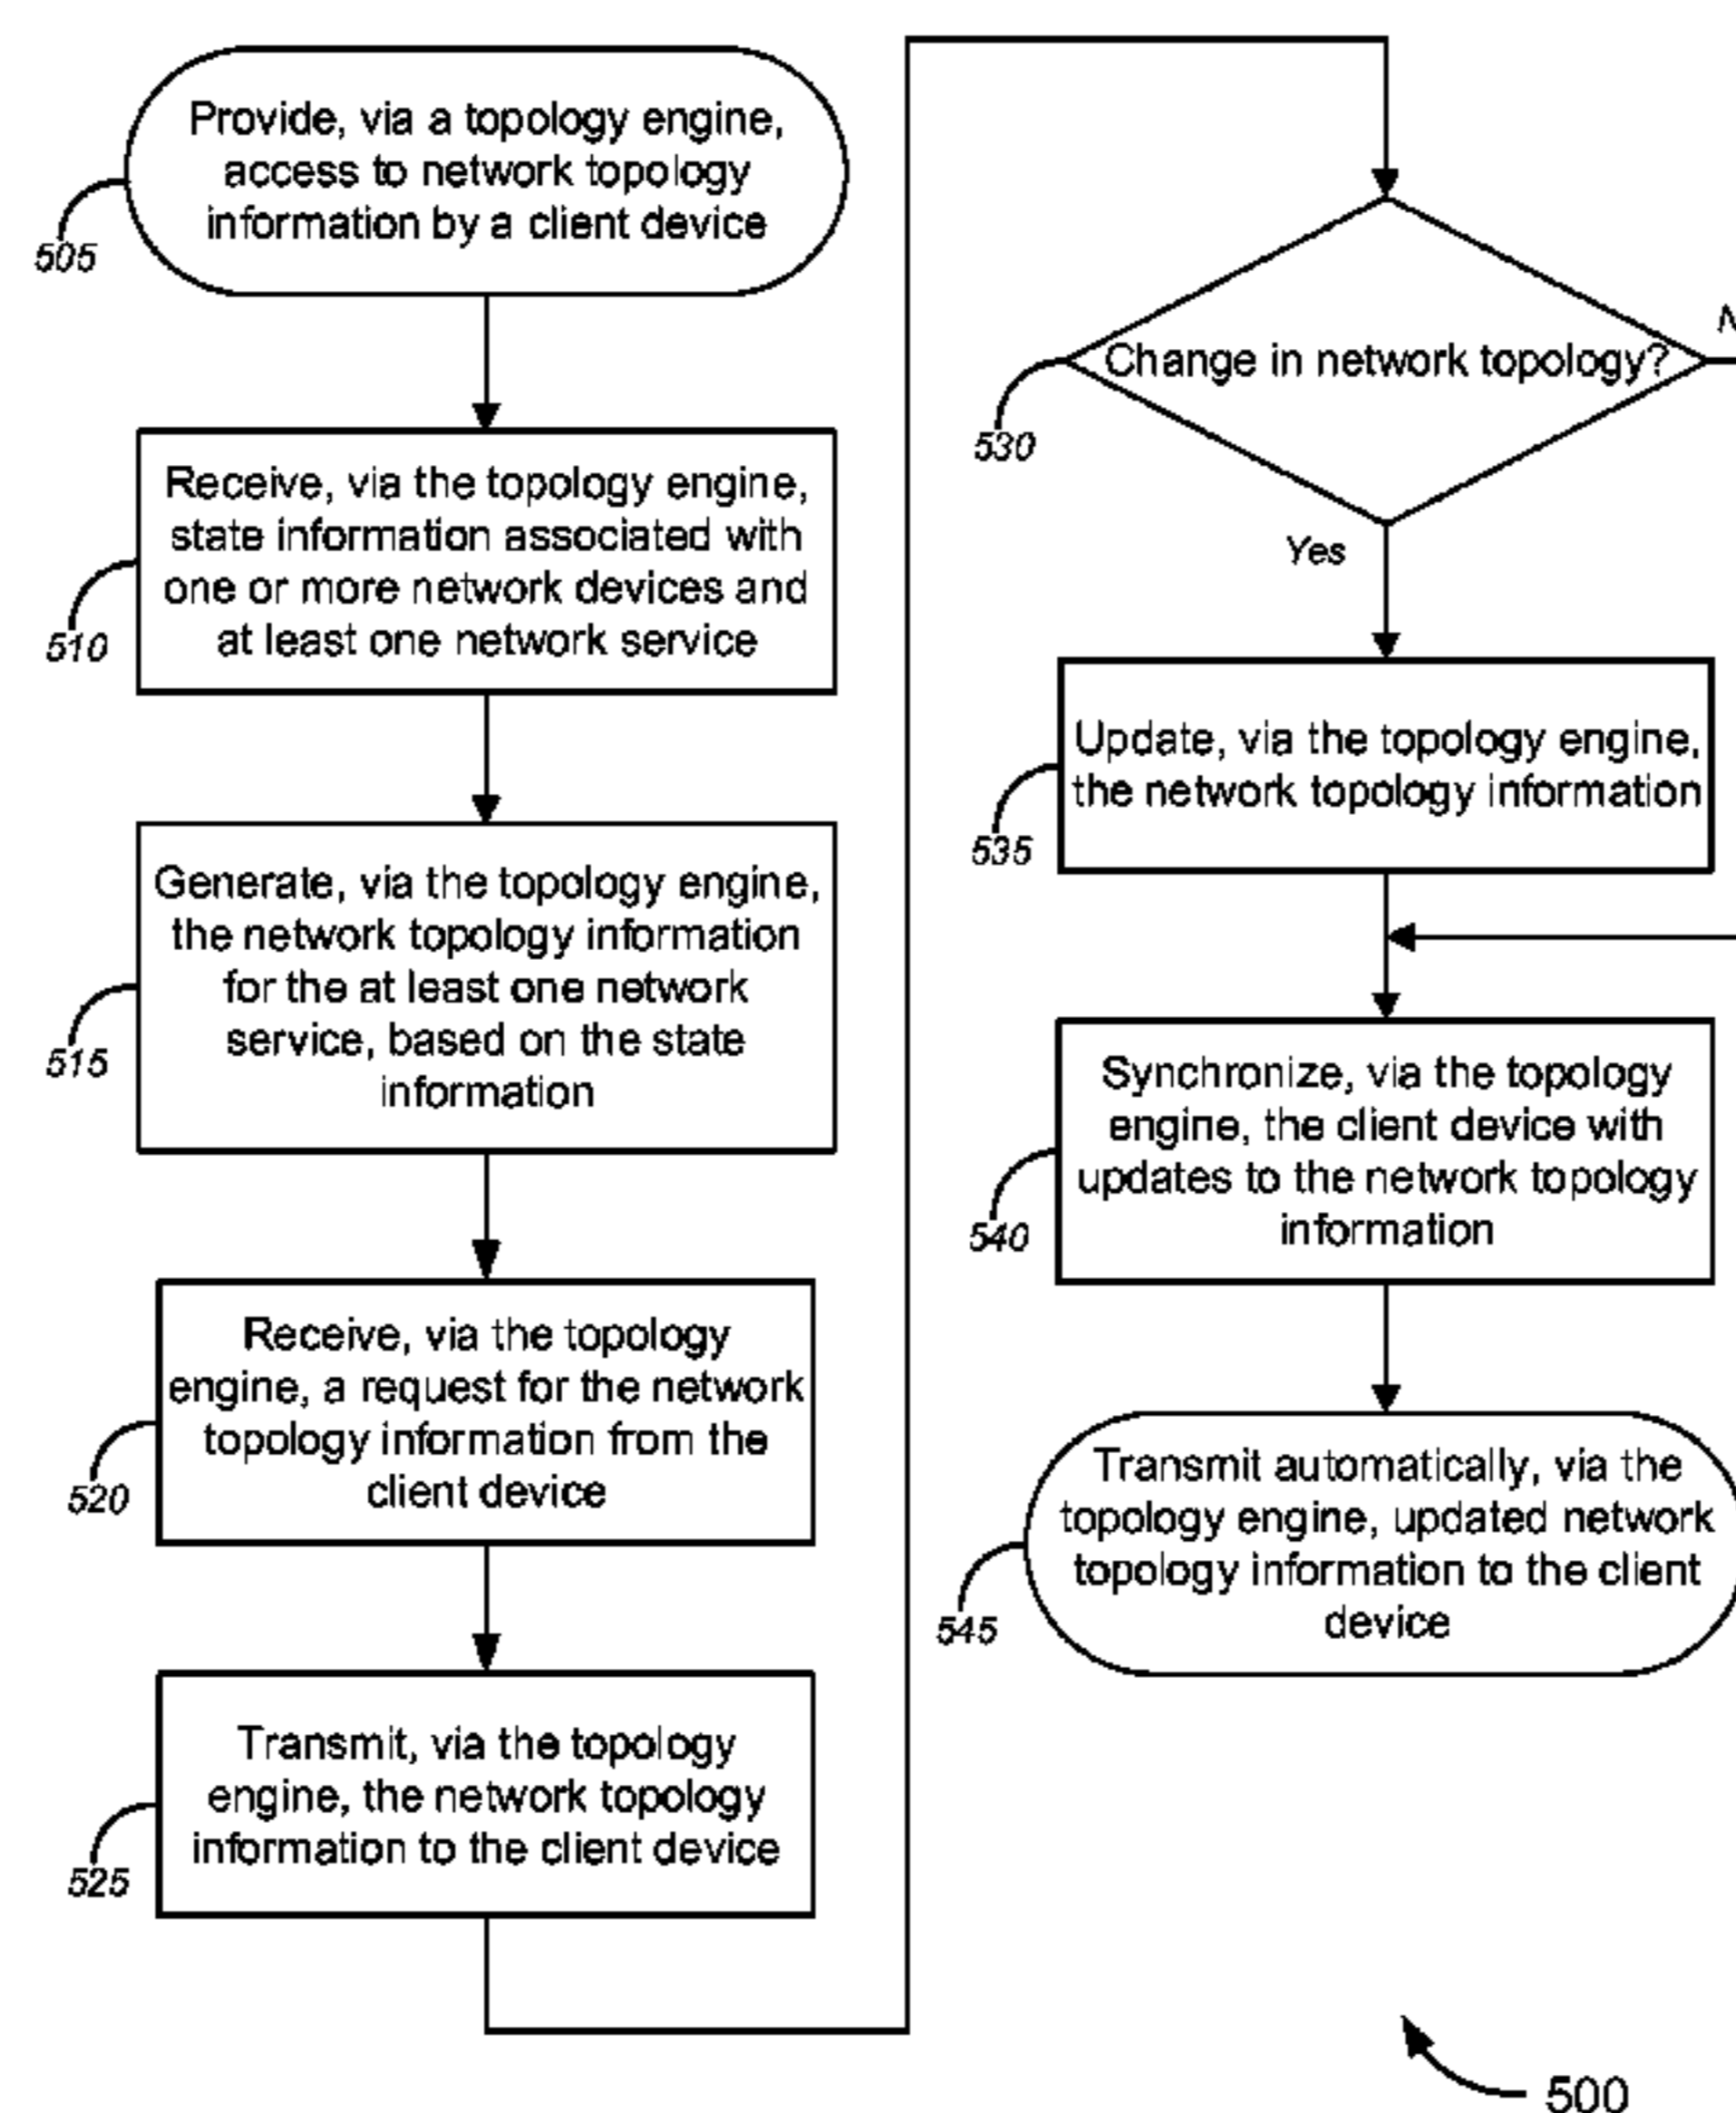 Provide, via a topology engine,
access to network topology
information by a client device
505
Receive, via the topology engine,
state information associated with
one or more network devices and
at least one network service
510
Generate, via the topology engine,
the network topology information
for the at least one network
service, based on the state
information
515
Receive, via the topology
engine, a request for the network
topology information from the
client device
520
Transmit, via the topology
engine, the network topology
information to the client device
525
Change in network topology?
530
Yes
Update, via the topology engine,
the network topology information
535
Synchronize, via the topology
engine, the client device with
updates to the network topology
information
540
Transmit automatically, via the
topology engine, updated network
topology information to the client
device
545
500